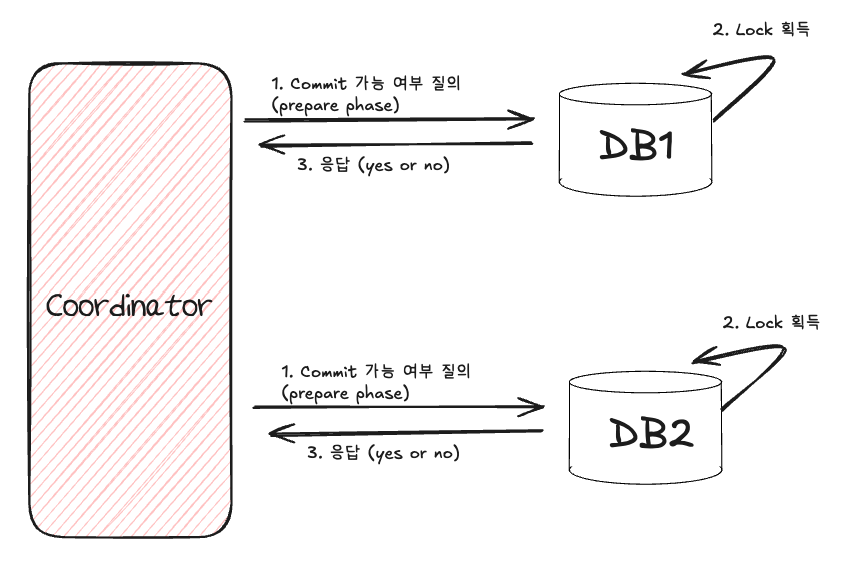 2. Lock 획득
1. Commit 가능 여부 질의
(prepare phase)
DB1
3. 응답 (yes or no)
Coordinator
2. Lock 획득
1. Commit 가능 여부 질의
(prepare phase)
DB2
3. 응답 (yes or no)